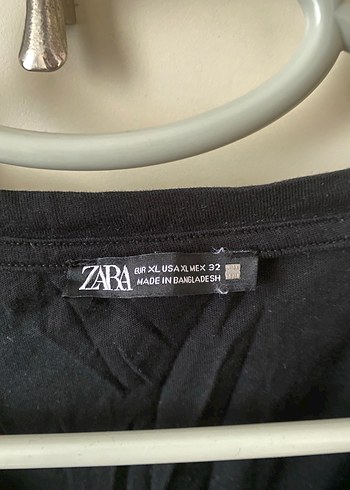 ZARA
EUR XL USA XL MEX 32
MADE IN BANGLADESH